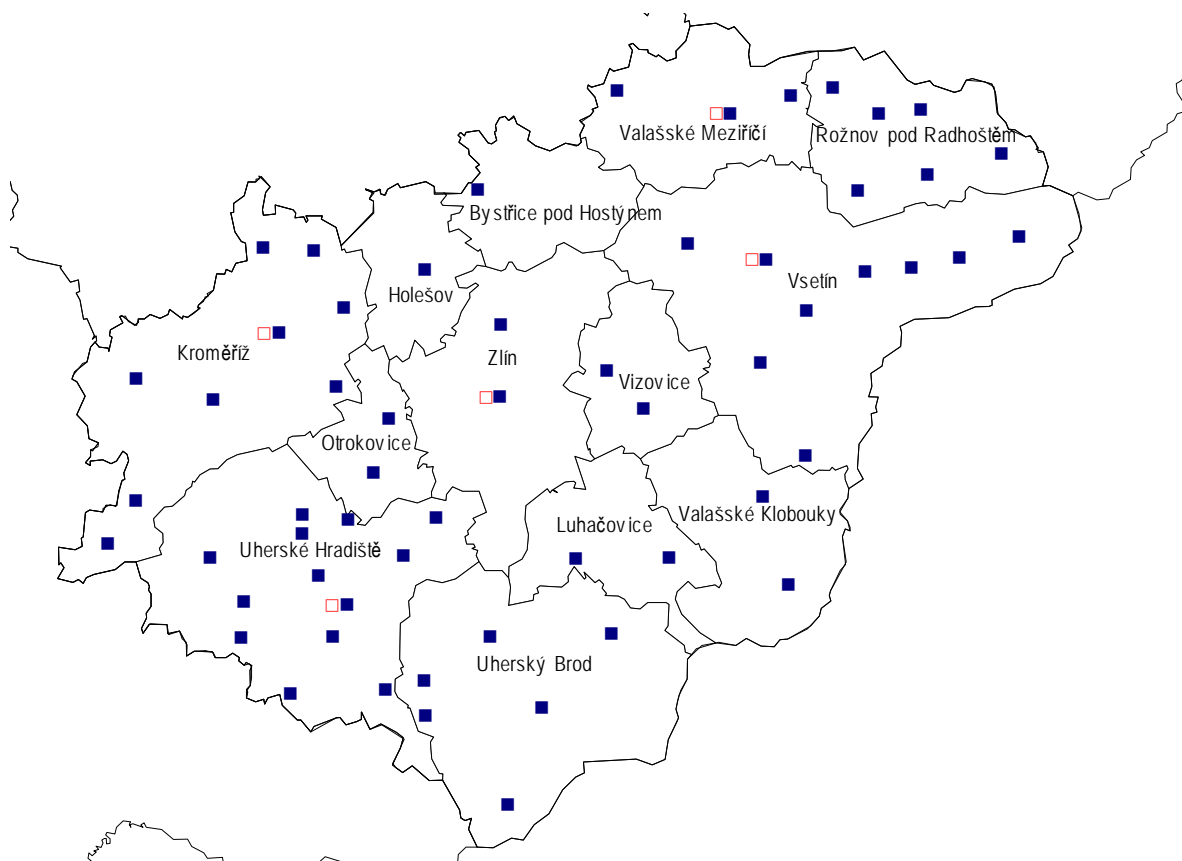 Valašské Meziříčí
Rožnov pod Radhoštěm
Bystřice pod Hostýnem
Holešov
Vsetín
Kroměříž
Zlín
Vizovice
Otrokovice
Valašské Klobouky
Luhačovice
Uherské Hradiště
Uherský Brod